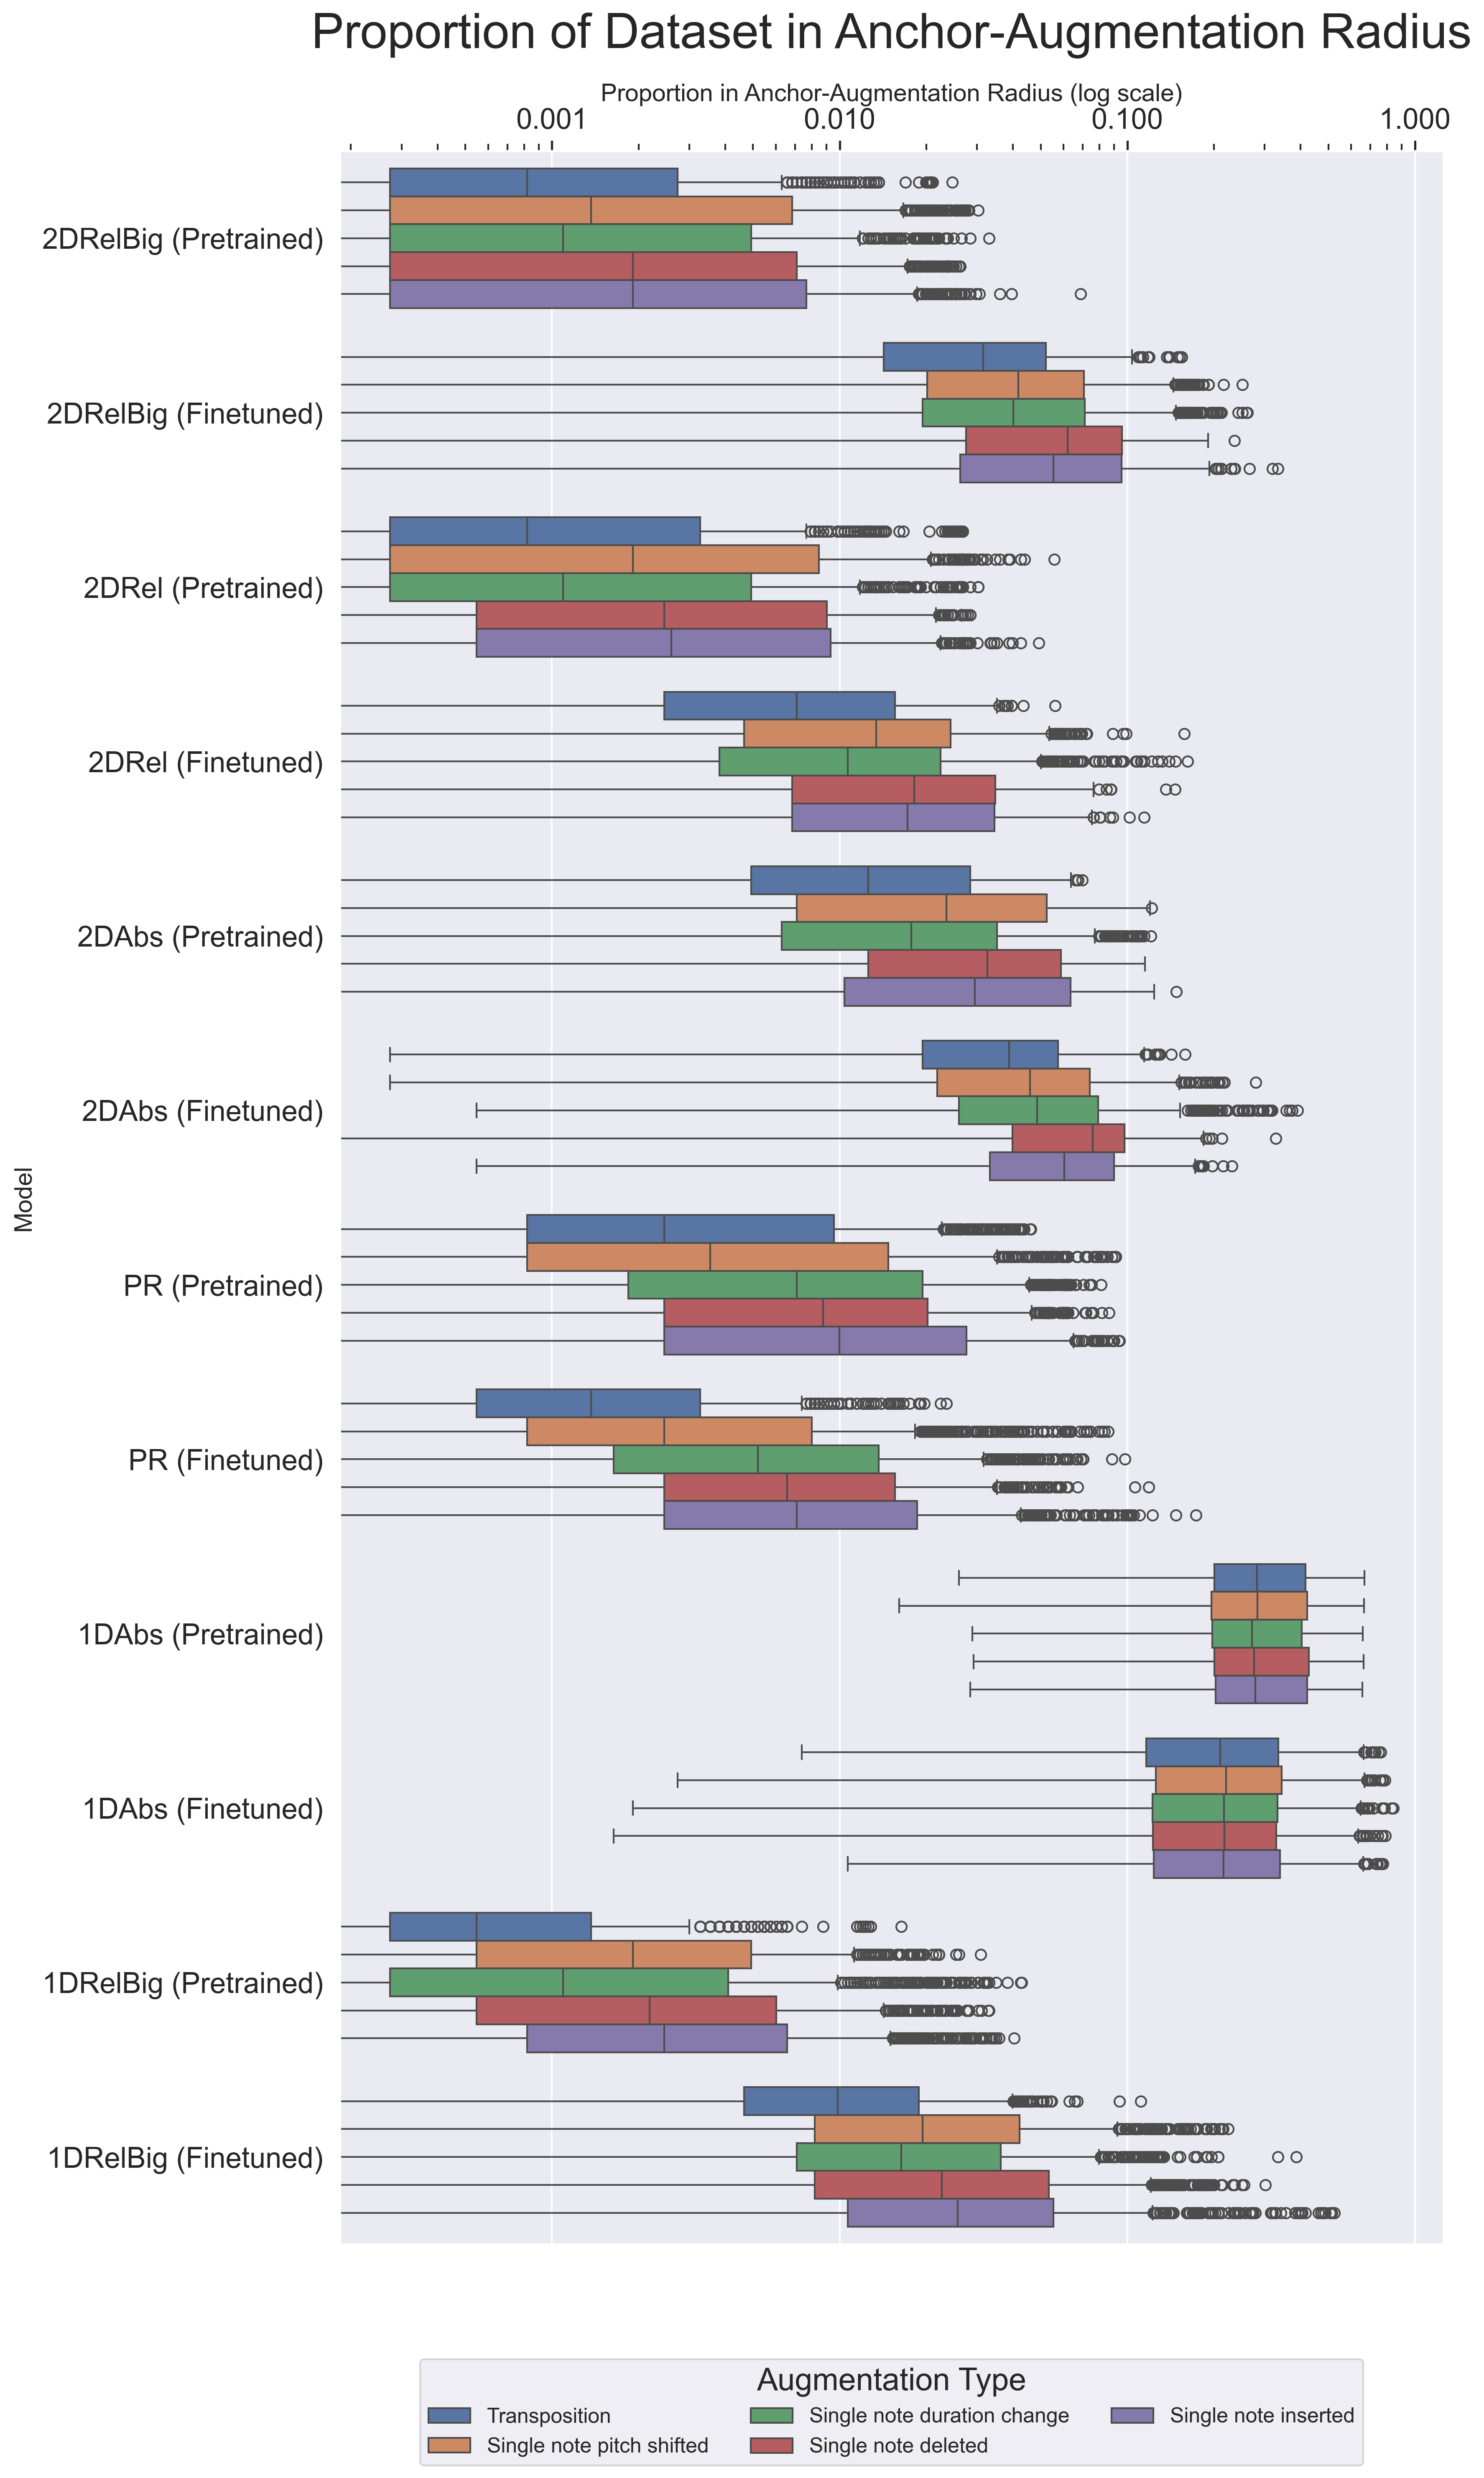 Proportion of Dataset in Anchor-Augmentation Radius
Proportion in Anchor-Augmentation Radius (log scale)
0.001 0.010 0.100 1.000
2DRelBig (Pretrained)
2DRelBig (Finetuned)
2DRel (Pretrained)
2DRel (Finetuned)
2DAbs (Pretrained)
2DAbs (Finetuned)
Model
PR (Pretrained)
PR (Finetuned)
1DAbs (Pretrained)
1DAbs (Finetuned)
1DRelBig (Pretrained)
1DRelBig (Finetuned)
Augmentation Type
Transposition Single note duration change Single note inserted
Single note pitch shifted Single note deleted